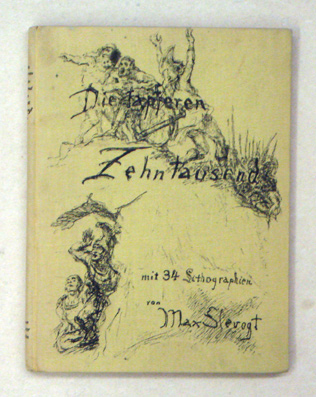 Die tapferen
Zehntausend
mit 34 Lithographien
von
Max Slevogt